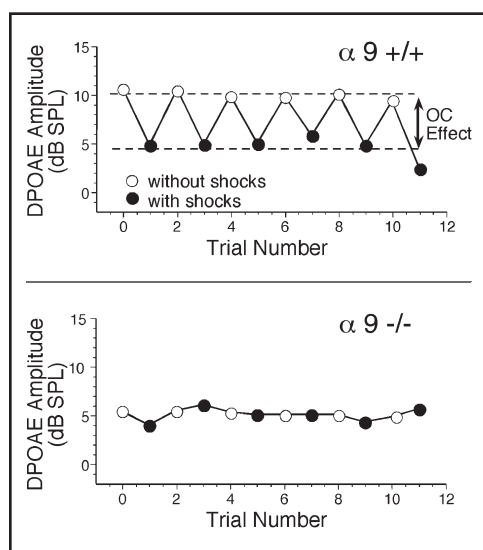 α 9 +/+
DPOAE Amplitude
(dB SPL)
15
10
5
0
OC
Effect
without shocks
with shocks
0 2 4 6 8 10 12
Trial Number
α 9 -/-
DPOAE Amplitude
(dB SPL)
15
10
5
0
0 2 4 6 8 10 12
Trial Number